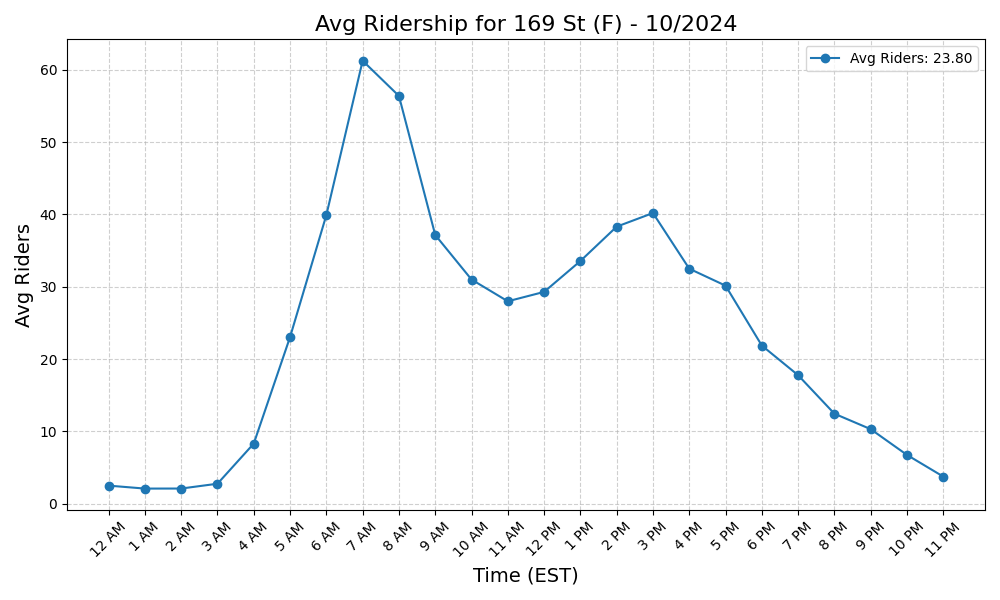 Avg Ridership for 169 St (F) - 10/2024
Avg Riders: 23.80
60
50
40
30
20
10
0
Avg Riders
12 AM
1 AM
2 AM
3 AM
4 AM
5 AM
6 AM
7 AM
8 AM
9 AM
10 AM
11 AM
12 PM
1 PM
2 PM
3 PM
4 PM
5 PM
6 PM
7 PM
8 PM
9 PM
10 PM
11 PM
Time (EST)